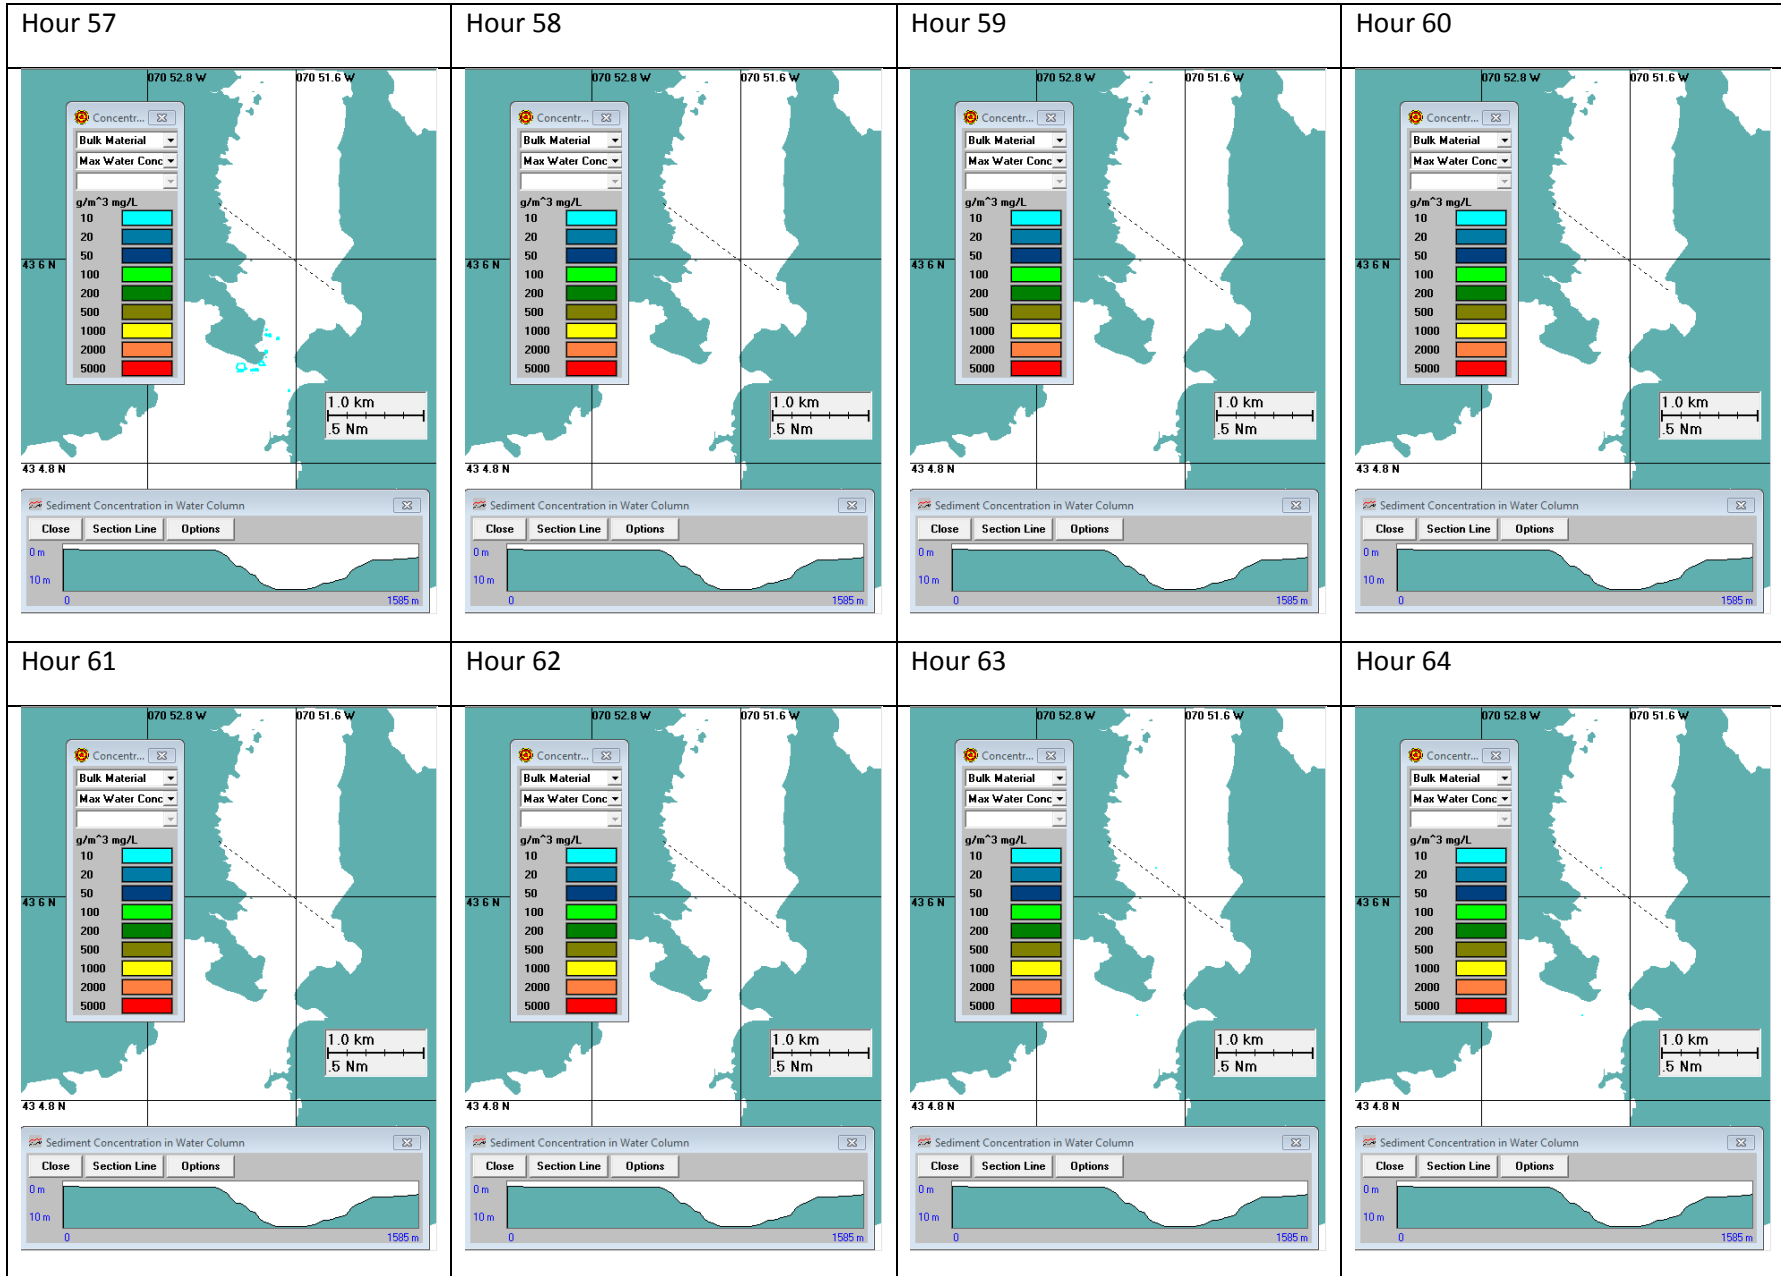 Hour 57
070 52.8 W 070 51.6 W
Concentr...
Bulk Material
Max Water Conc
g/m^3 mg/L
10
20
50
43 6 N
100
200
500
1000
2000
5000
1.0 km
.5 Nm
43 4.8 N
Sediment Concentration in Water Column
Close Section Line Options
0 m
10 m
0 1585 m
Hour 58
070 52.8 W 070 51.6 W
Concentr...
Bulk Material
Max Water Conc
g/m^3 mg/L
10
20
50
43 6 N
100
200
500
1000
2000
5000
1.0 km
.5 Nm
43 4.8 N
Sediment Concentration in Water Column
Close Section Line Options
0 m
10 m
0 1585 m
Hour 59
070 52.8 W 070 51.6 W
Concentr...
Bulk Material
Max Water Conc
g/m^3 mg/L
10
20
50
43 6 N
100
200
500
1000
2000
5000
1.0 km
.5 Nm
43 4.8 N
Sediment Concentration in Water Column
Close Section Line Options
0 m
10 m
0 1585 m
Hour 60
070 52.8 W 070 51.6 W
Concentr...
Bulk Material
Max Water Conc
g/m^3 mg/L
10
20
50
43 6 N
100
200
500
1000
2000
5000
1.0 km
.5 Nm
43 4.8 N
Sediment Concentration in Water Column
Close Section Line Options
0 m
10 m
0 1585 m
Hour 61
070 52.8 W 070 51.6 W
Concentr...
Bulk Material
Max Water Conc
g/m^3 mg/L
10
20
50
43 6 N
100
200
500
1000
2000
5000
1.0 km
.5 Nm
43 4.8 N
Sediment Concentration in Water Column
Close Section Line Options
0 m
10 m
0 1585 m
Hour 62
070 52.8 W 070 51.6 W
Concentr...
Bulk Material
Max Water Conc
g/m^3 mg/L
10
20
50
43 6 N
100
200
500
1000
2000
5000
1.0 km
.5 Nm
43 4.8 N
Sediment Concentration in Water Column
Close Section Line Options
0 m
10 m
0 1585 m
Hour 63
070 52.8 W 070 51.6 W
Concentr...
Bulk Material
Max Water Conc
g/m^3 mg/L
10
20
50
43 6 N
100
200
500
1000
2000
5000
1.0 km
.5 Nm
43 4.8 N
Sediment Concentration in Water Column
Close Section Line Options
0 m
10 m
0 1585 m
Hour 64
070 52.8 W 070 51.6 W
Concentr...
Bulk Material
Max Water Conc
g/m^3 mg/L
10
20
50
43 6 N
100
200
500
1000
2000
5000
1.0 km
.5 Nm
43 4.8 N
Sediment Concentration in Water Column
Close Section Line Options
0 m
10 m
0 1585 m